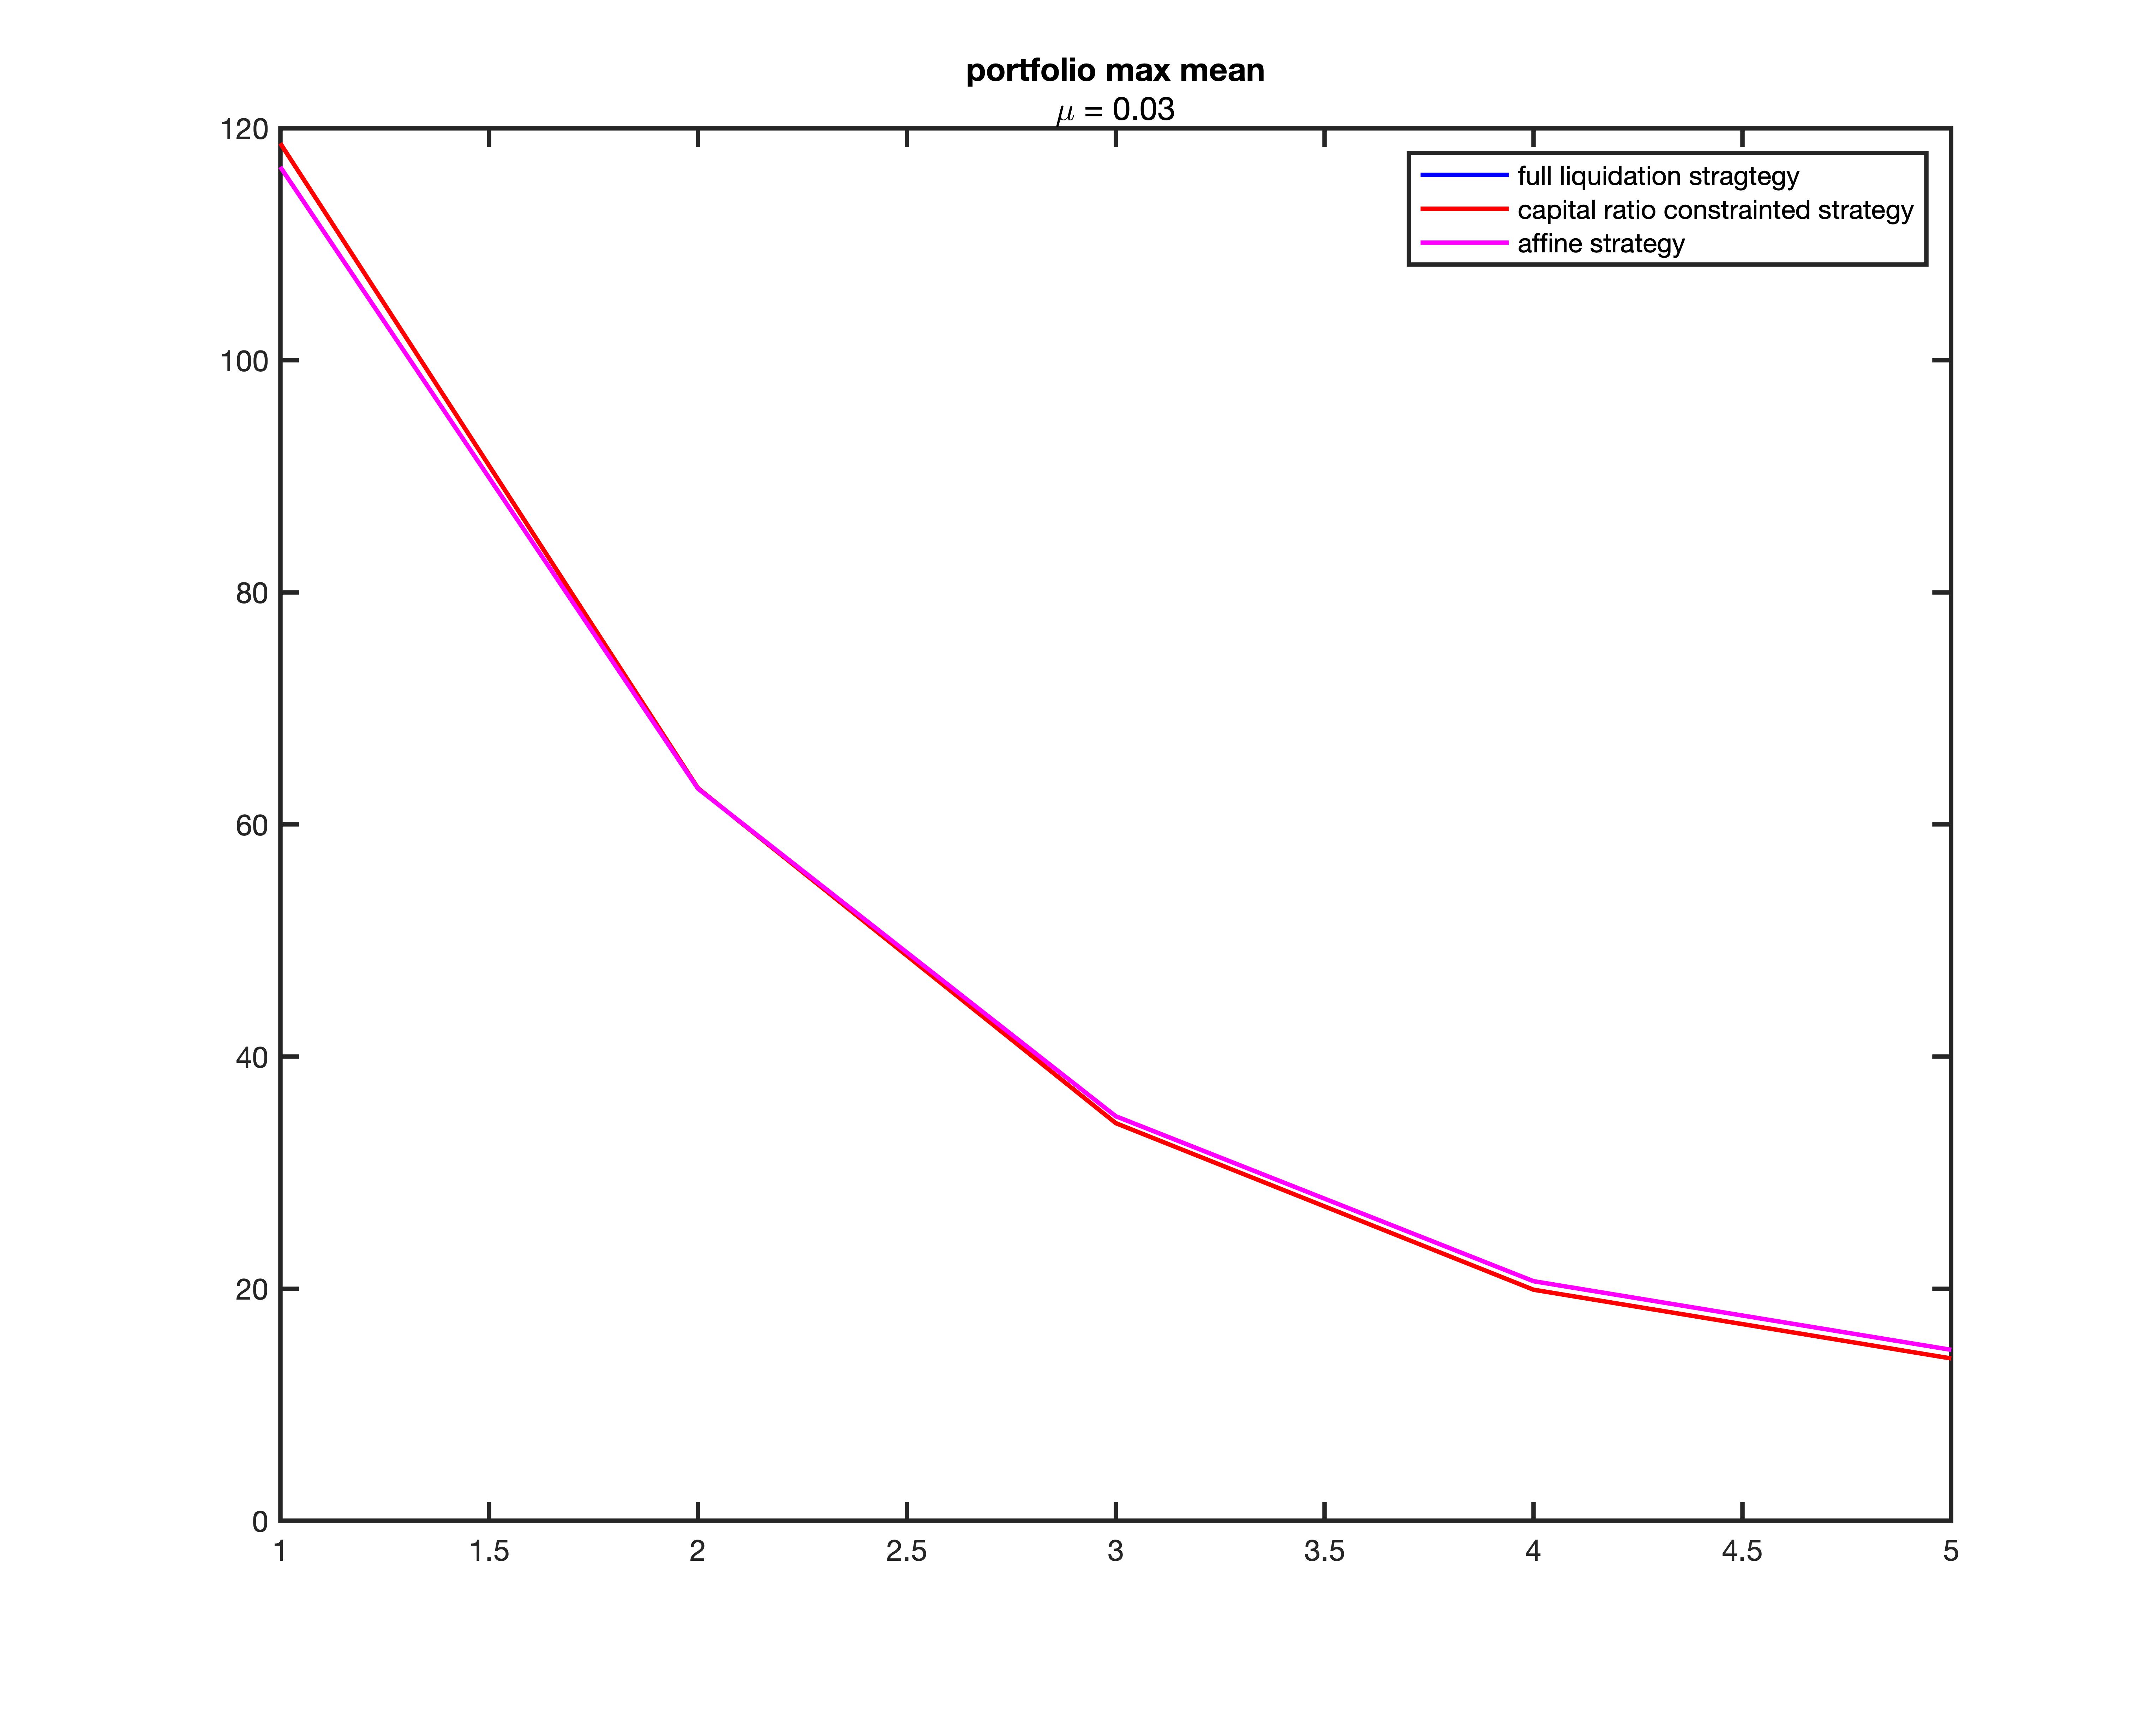 portfolio max mean
μ = 0.03
120
100
80
60
40
20
0
full liquidation stragtegy
capital ratio constrainted strategy
affine strategy
1 1.5 2 2.5 3 3.5 4 4.5 5